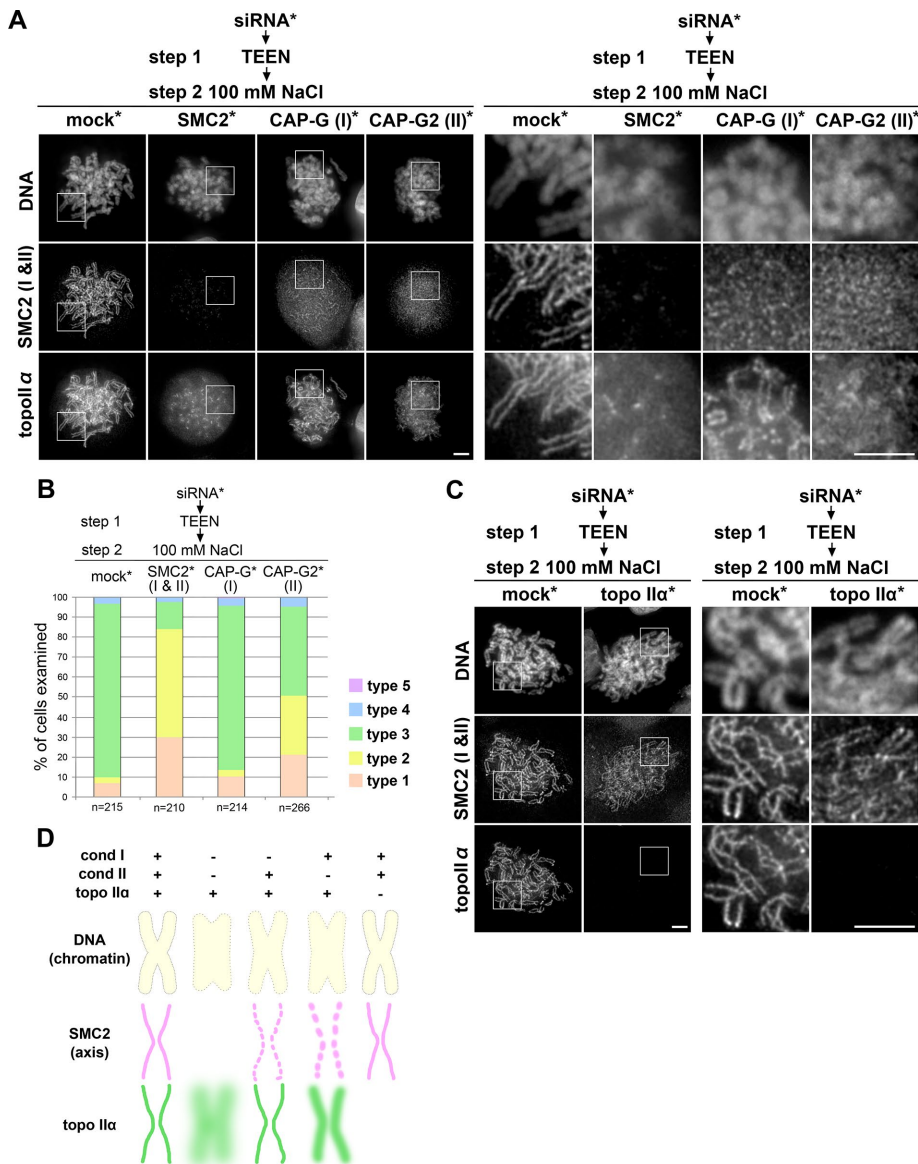 A
siRNA*
step 1 TEEN
step 2 100 mM NaCl
mock* SMC2* CAP-G (I)* CAP-G2 (II)*
DNA
SMC2 (I &II)
topoII α
siRNA*
step 1 TEEN
step 2 100 mM NaCl
mock* SMC2* CAP-G (I)* CAP-G2 (II)*
B
siRNA*
step 1 TEEN
step 2 100 mM NaCl
mock* SMC2* CAP-G* CAP-G2*
(I & II) (I) (II)
% of cells examined
100
90
80
70
60
50
40
30
20
10
0
n=215 n=210 n=214 n=266
type 5
type 4
type 3
type 2
type 1
C
siRNA*
step 1 TEEN
step 2 100 mM NaCl
mock* topo IIα*
DNA
SMC2 (I &II)
topoII α
siRNA*
step 1 TEEN
step 2 100 mM NaCl
mock* topo IIα*
D
cond I + - - + +
cond II + - + - +
topo IIα + + + + -
DNA
(chromatin)
SMC2
(axis)
topo IIα